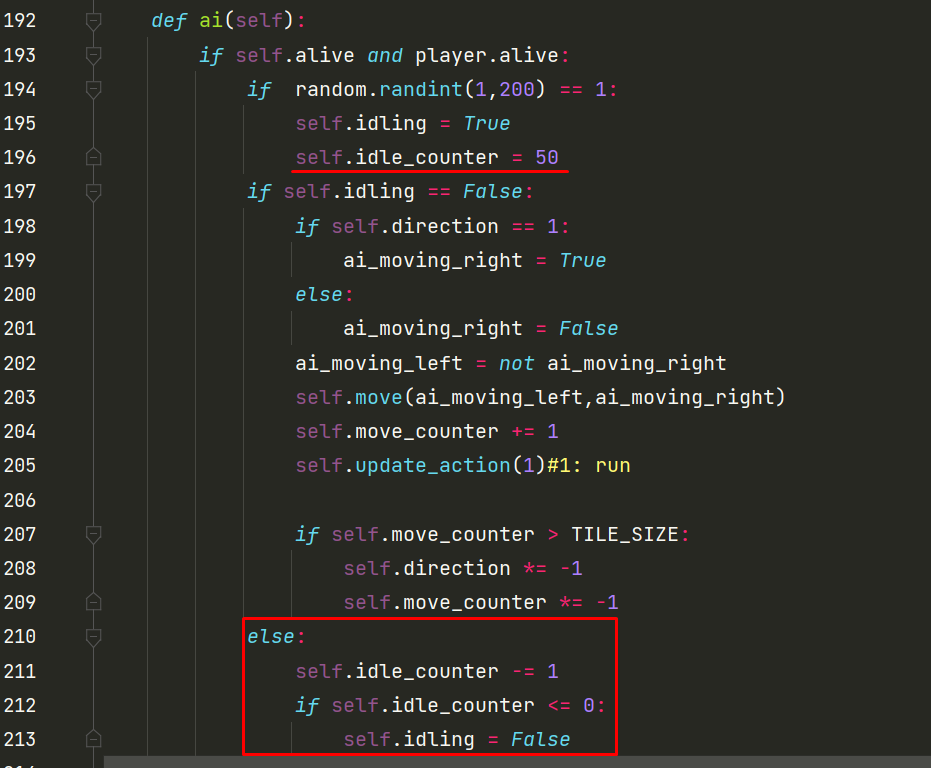 192 def ai(self):
193 if self.alive and player.alive:
194 if  random.randint(1,200) == 1:
195 self.idling = True
196 self.idle_counter = 50
197 if self.idling == False:
198 if self.direction == 1:
199 ai_moving_right = True
200 else:
201 ai_moving_right = False
202 ai_moving_left = not ai_moving_right
203 self.move(ai_moving_left,ai_moving_right)
204 self.move_counter += 1
205 self.update_action(1)#1: run
206
207 if self.move_counter > TILE_SIZE:
208 self.direction *= -1
209 self.move_counter *= -1
210 else:
211 self.idle_counter -= 1
212 if self.idle_counter <= 0:
213 self.idling = False